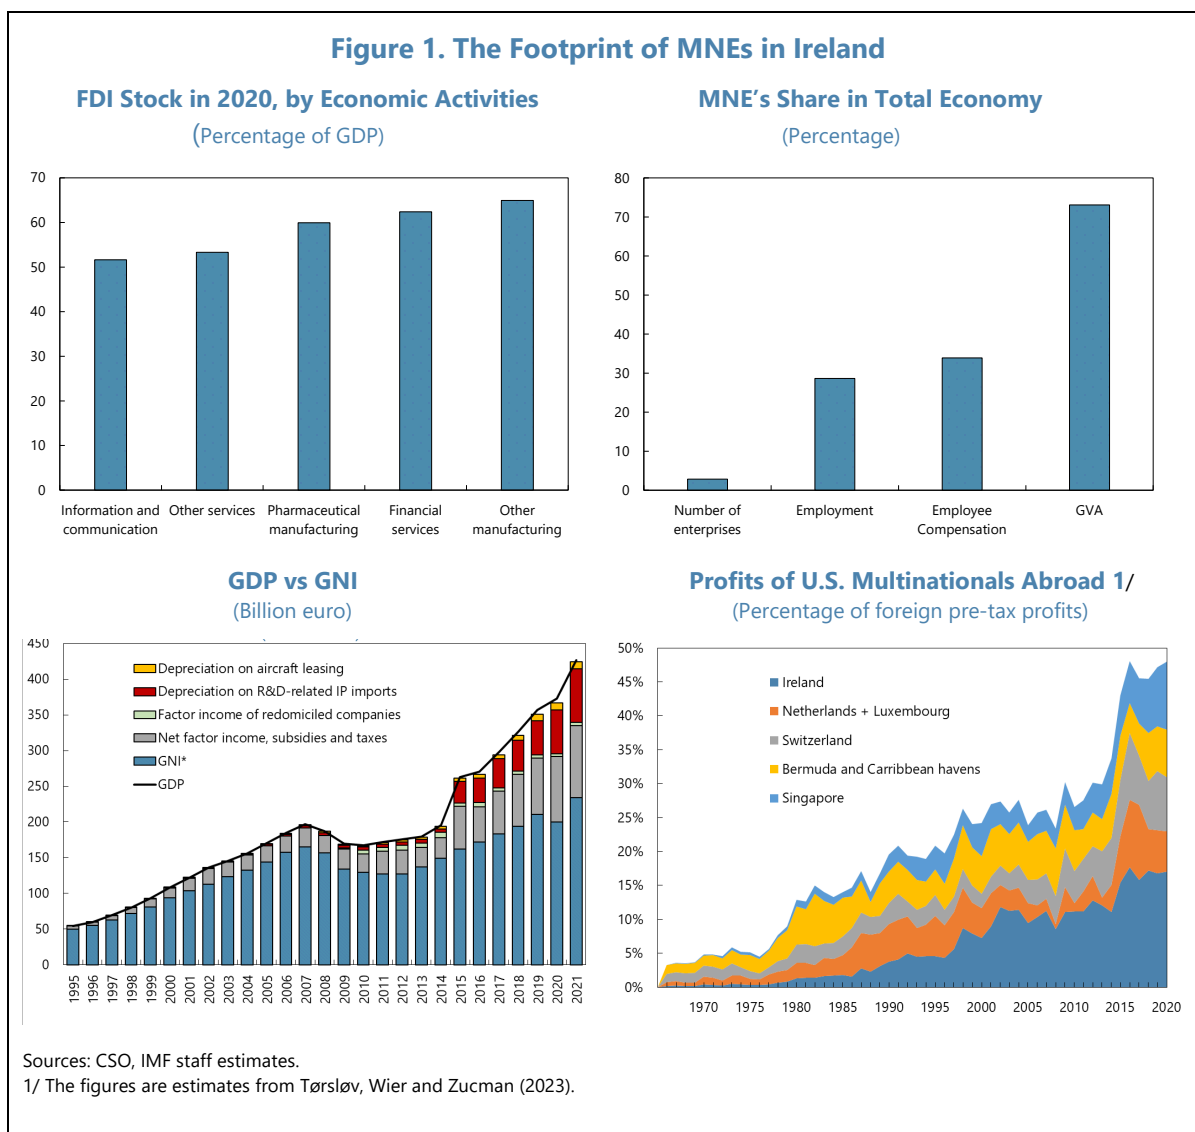 Figure 1. The Footprint of MNEs in Ireland
FDI Stock in 2020, by Economic Activities
(Percentage of GDP)
70
60
50
40
30
20
10
0
Information and communication
Other services
Pharmaceutical manufacturing
Financial services
Other manufacturing
MNE's Share in Total Economy
(Percentage)
80
70
60
50
40
30
20
10
0
Number of enterprises
Employment
Employee Compensation
GVA
GDP vs GNI
(Billion euro)
450
400
350
300
250
200
150
100
50
0
Depreciation on aircraft leasing
Depreciation on R&D-related IP imports
Factor income of redomiciled companies
Net factor income, subsidies and taxes
GNI*
GDP
1995
1996
1997
1998
1999
2000
2001
2002
2003
2004
2005
2006
2007
2008
2009
2010
2011
2012
2013
2014
2015
2016
2017
2018
2019
2020
2021
Profits of U.S. Multinationals Abroad 1/
(Percentage of foreign pre-tax profits)
50%
45%
40%
35%
30%
25%
20%
15%
10%
5%
0%
Ireland
Netherlands + Luxembourg
Switzerland
Bermuda and Carribbean havens
Singapore
1970
1975
1980
1985
1990
1995
2000
2005
2010
2015
2020
Sources: CSO, IMF staff estimates.
1/ The figures are estimates from Tørsløv, Wier and Zucman (2023).